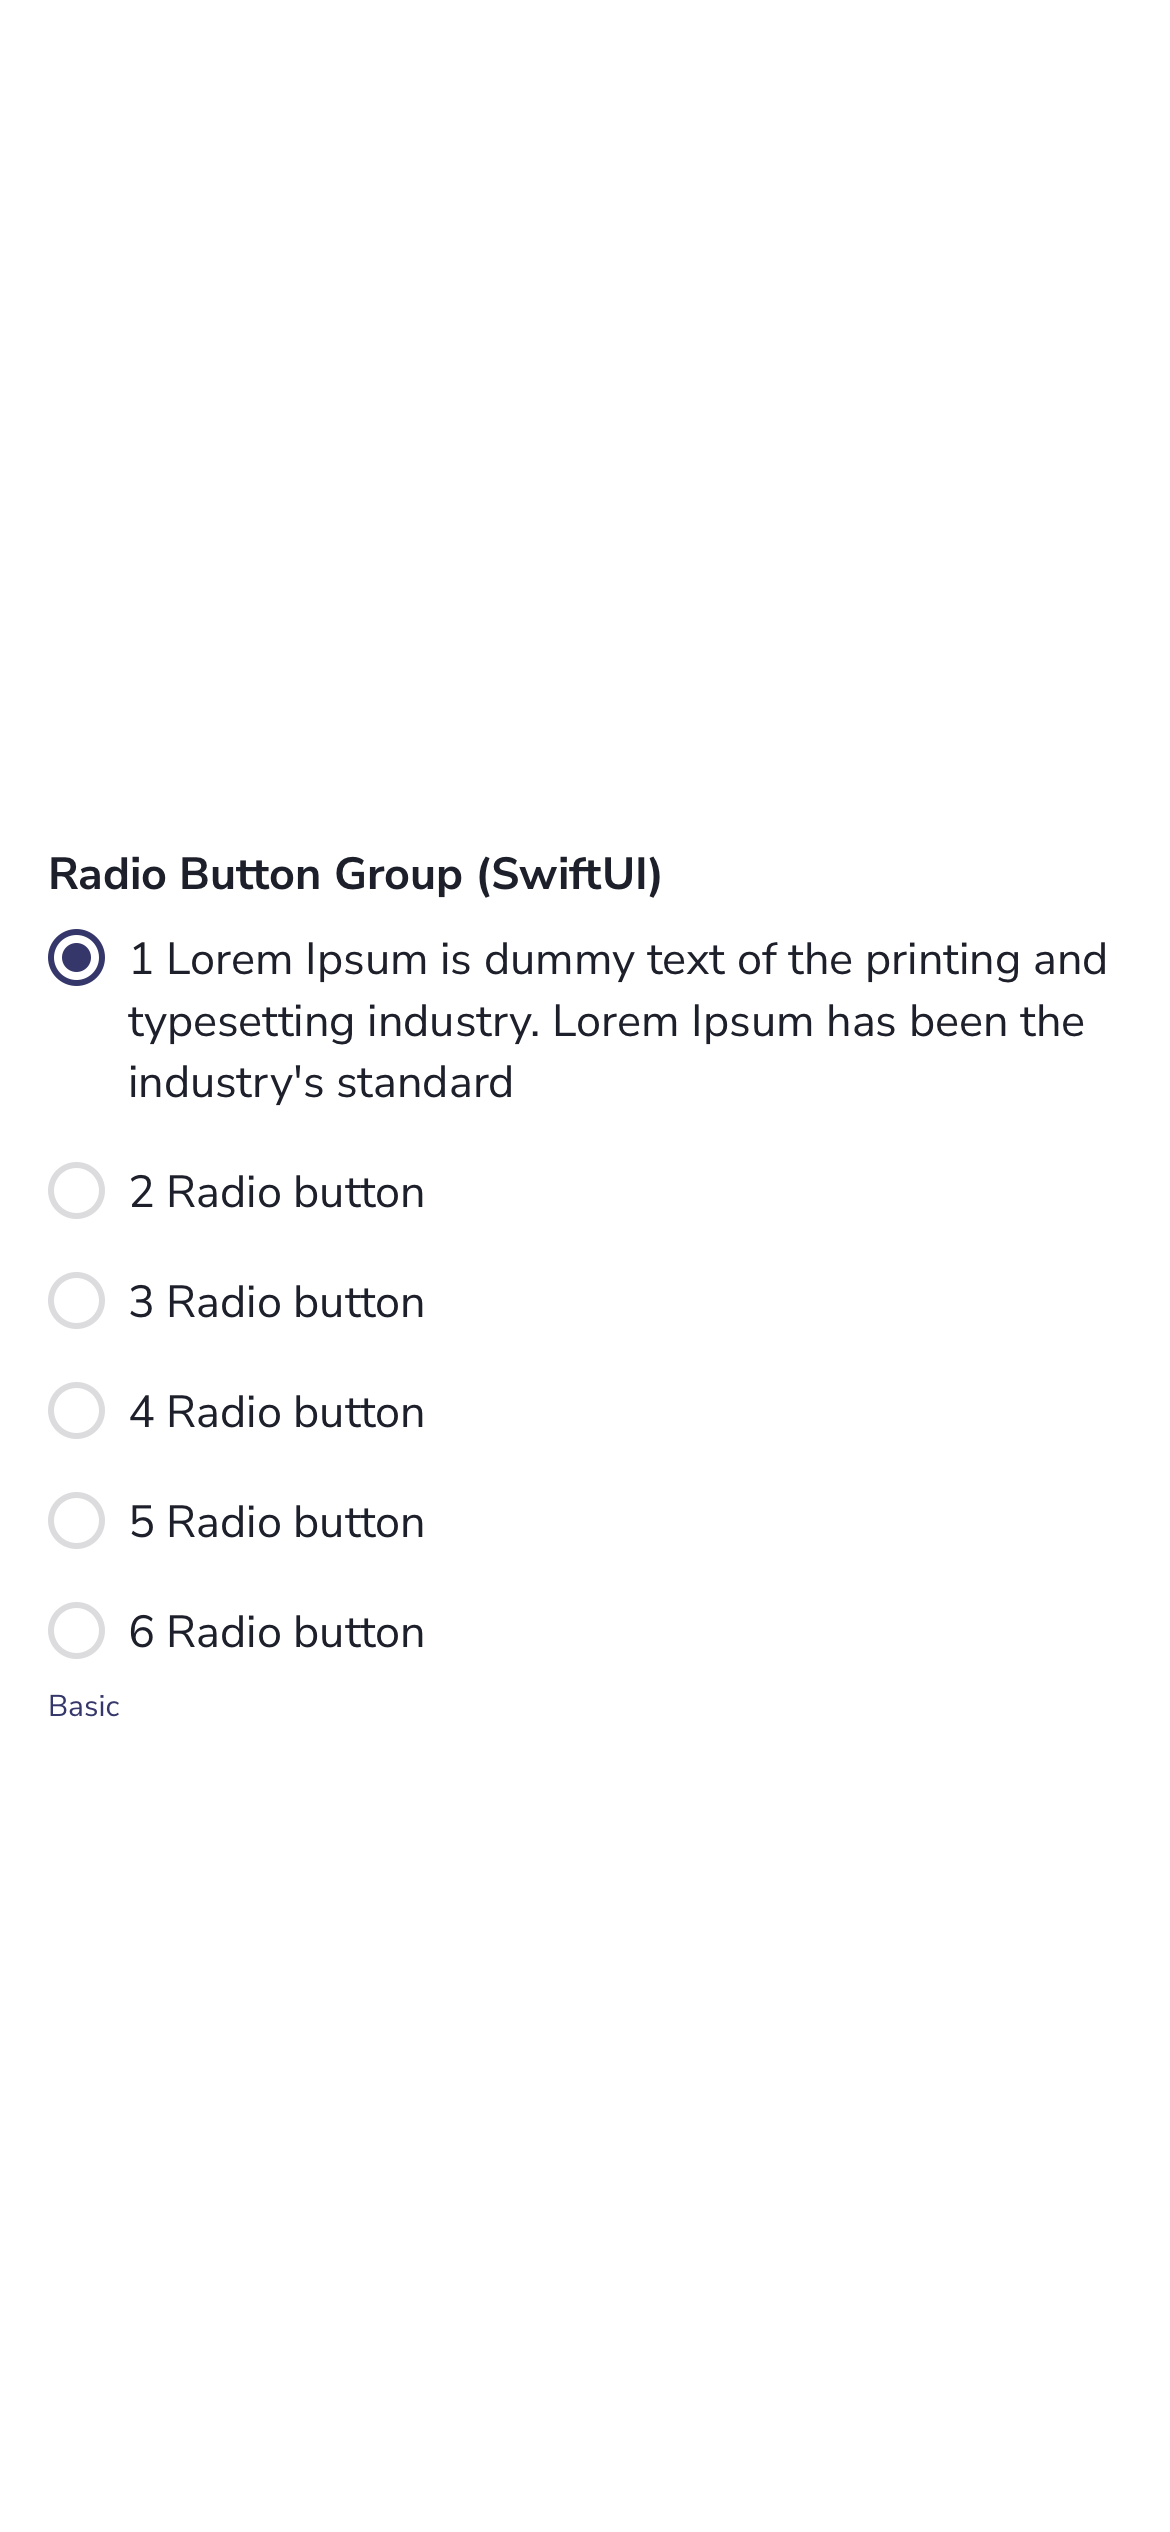 Radio Button Group (SwiftUI)
1 Lorem Ipsum is dummy text of the printing and
typesetting industry. Lorem Ipsum has been the
industry's standard
2 Radio button
3 Radio button
4 Radio button
5 Radio button
6 Radio button
Basic